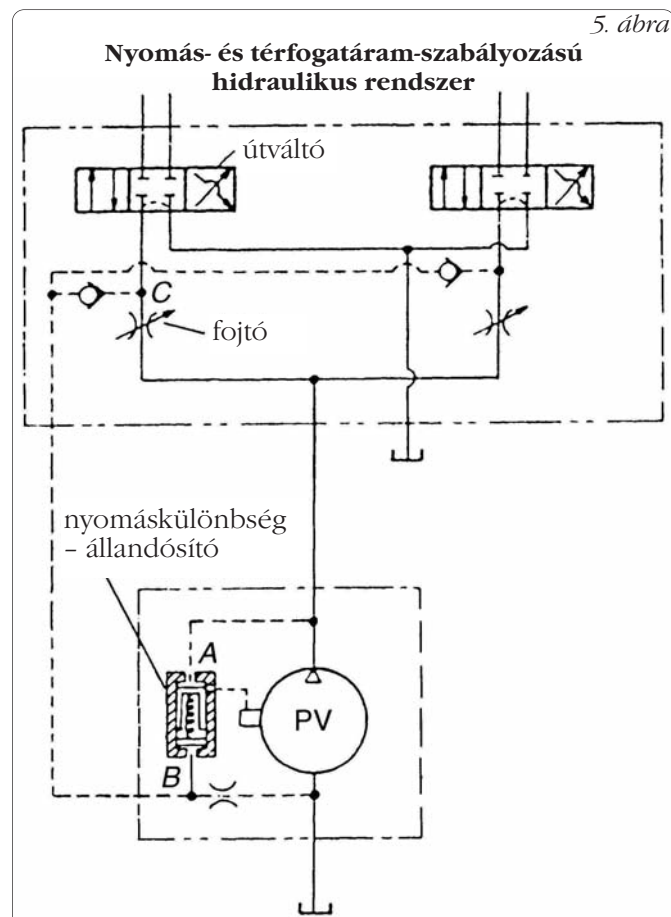 5. ábra
Nyomás- és térfogatáram-szabályozású
hidraulikus rendszer
útváltó
C
fojtó
nyomáskülönbség
– állandósító
A
PV
B